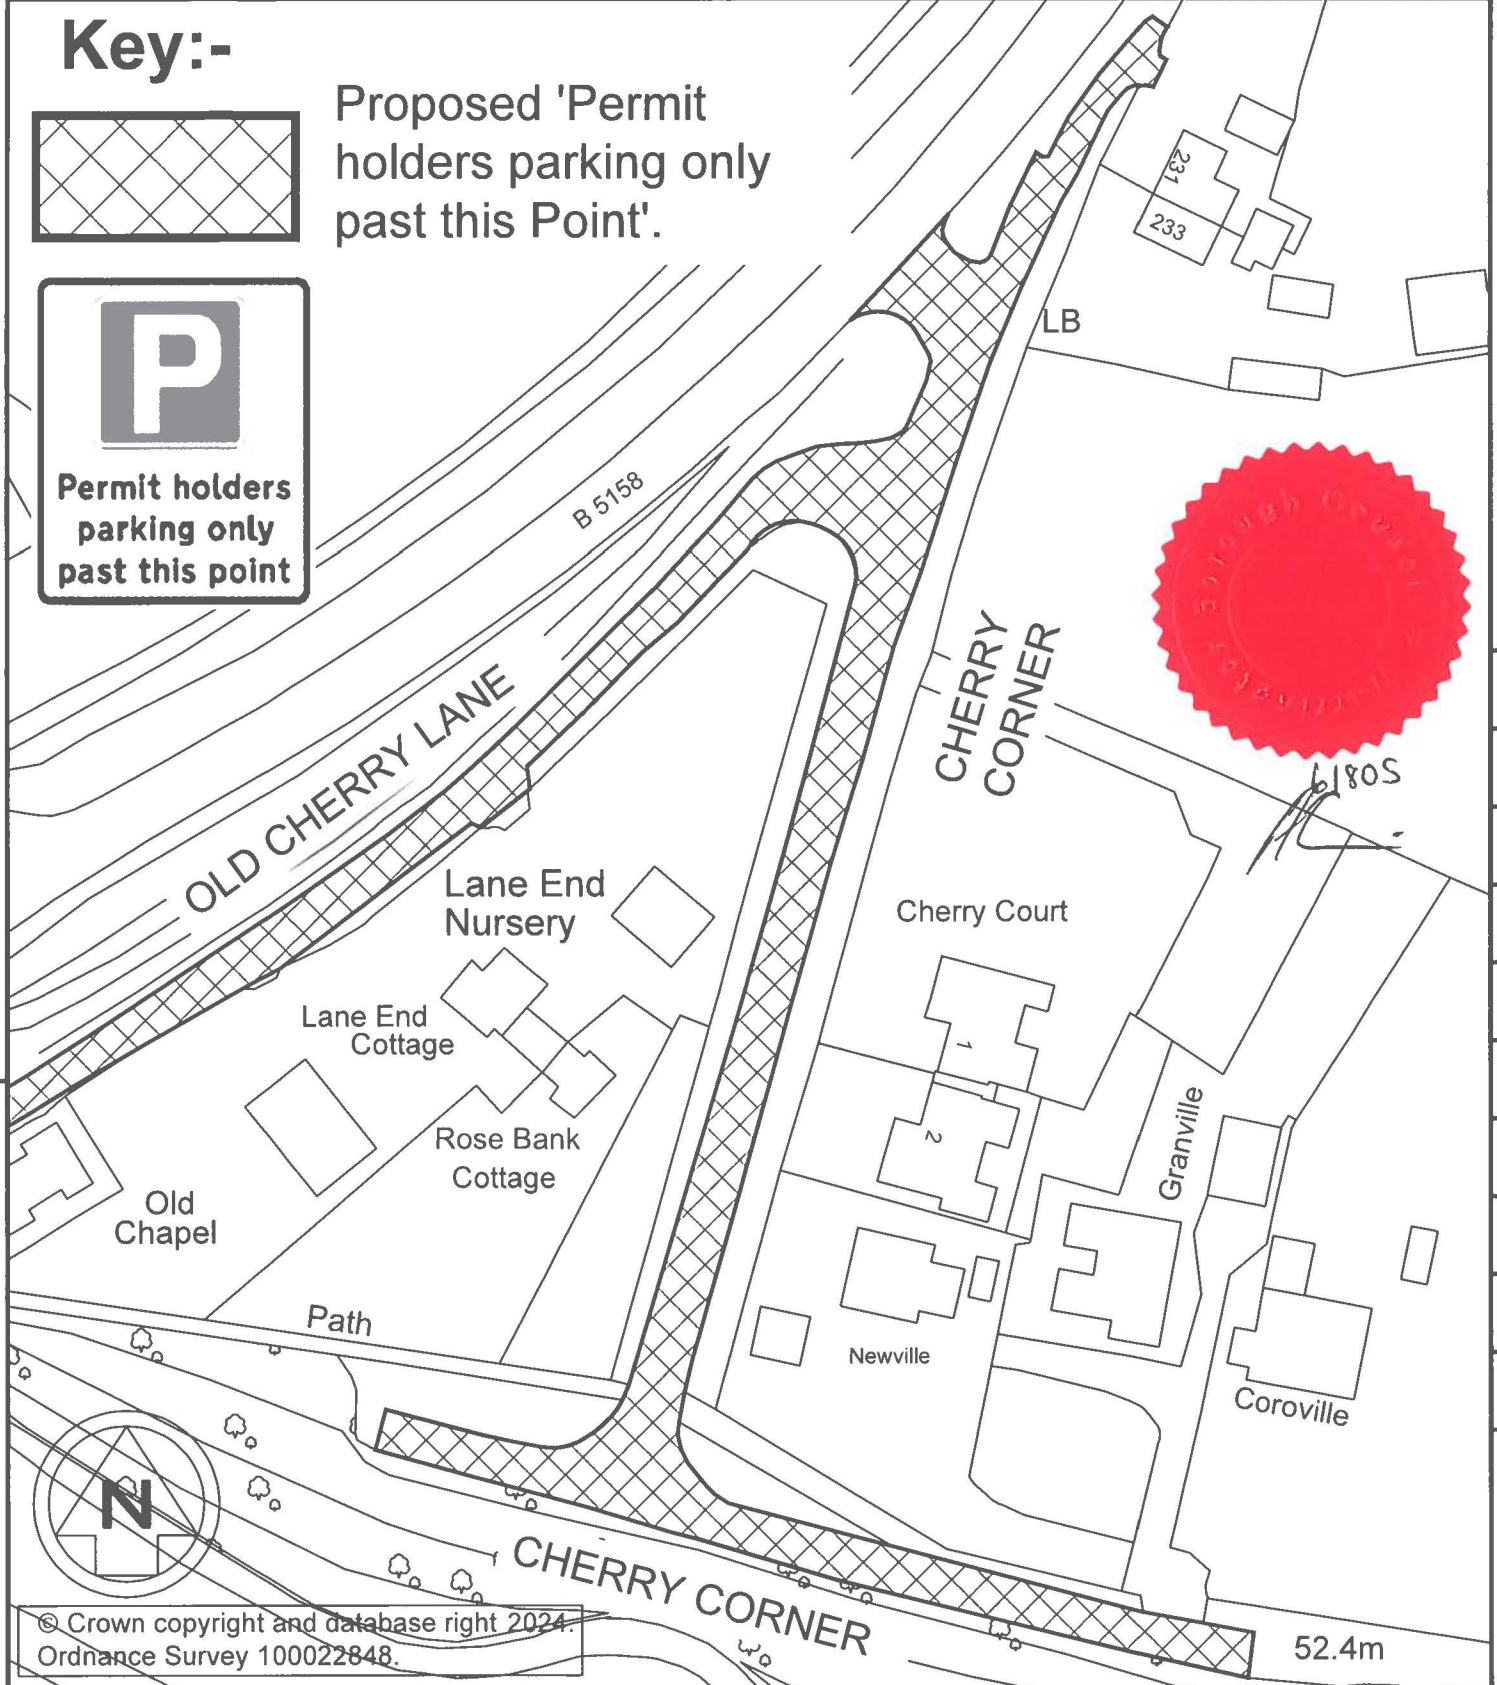 Key:-
Proposed 'Permit
holders parking only
past this Point'.
P
Permit holders
parking only
past this point
231
233
LB
B 5158
OLD CHERRY LANE
CHERRY
CORNER
50819
Lane End
Nursery
Cherry Court
Lane End
Cottage
1
Rose Bank
Cottage
2
Granville
Old
Chapel
Path
Newville
Coroville
N
CHERRY CORNER
© Crown copyright and database right 2024.
Ordnance Survey 100022848.
52.4m